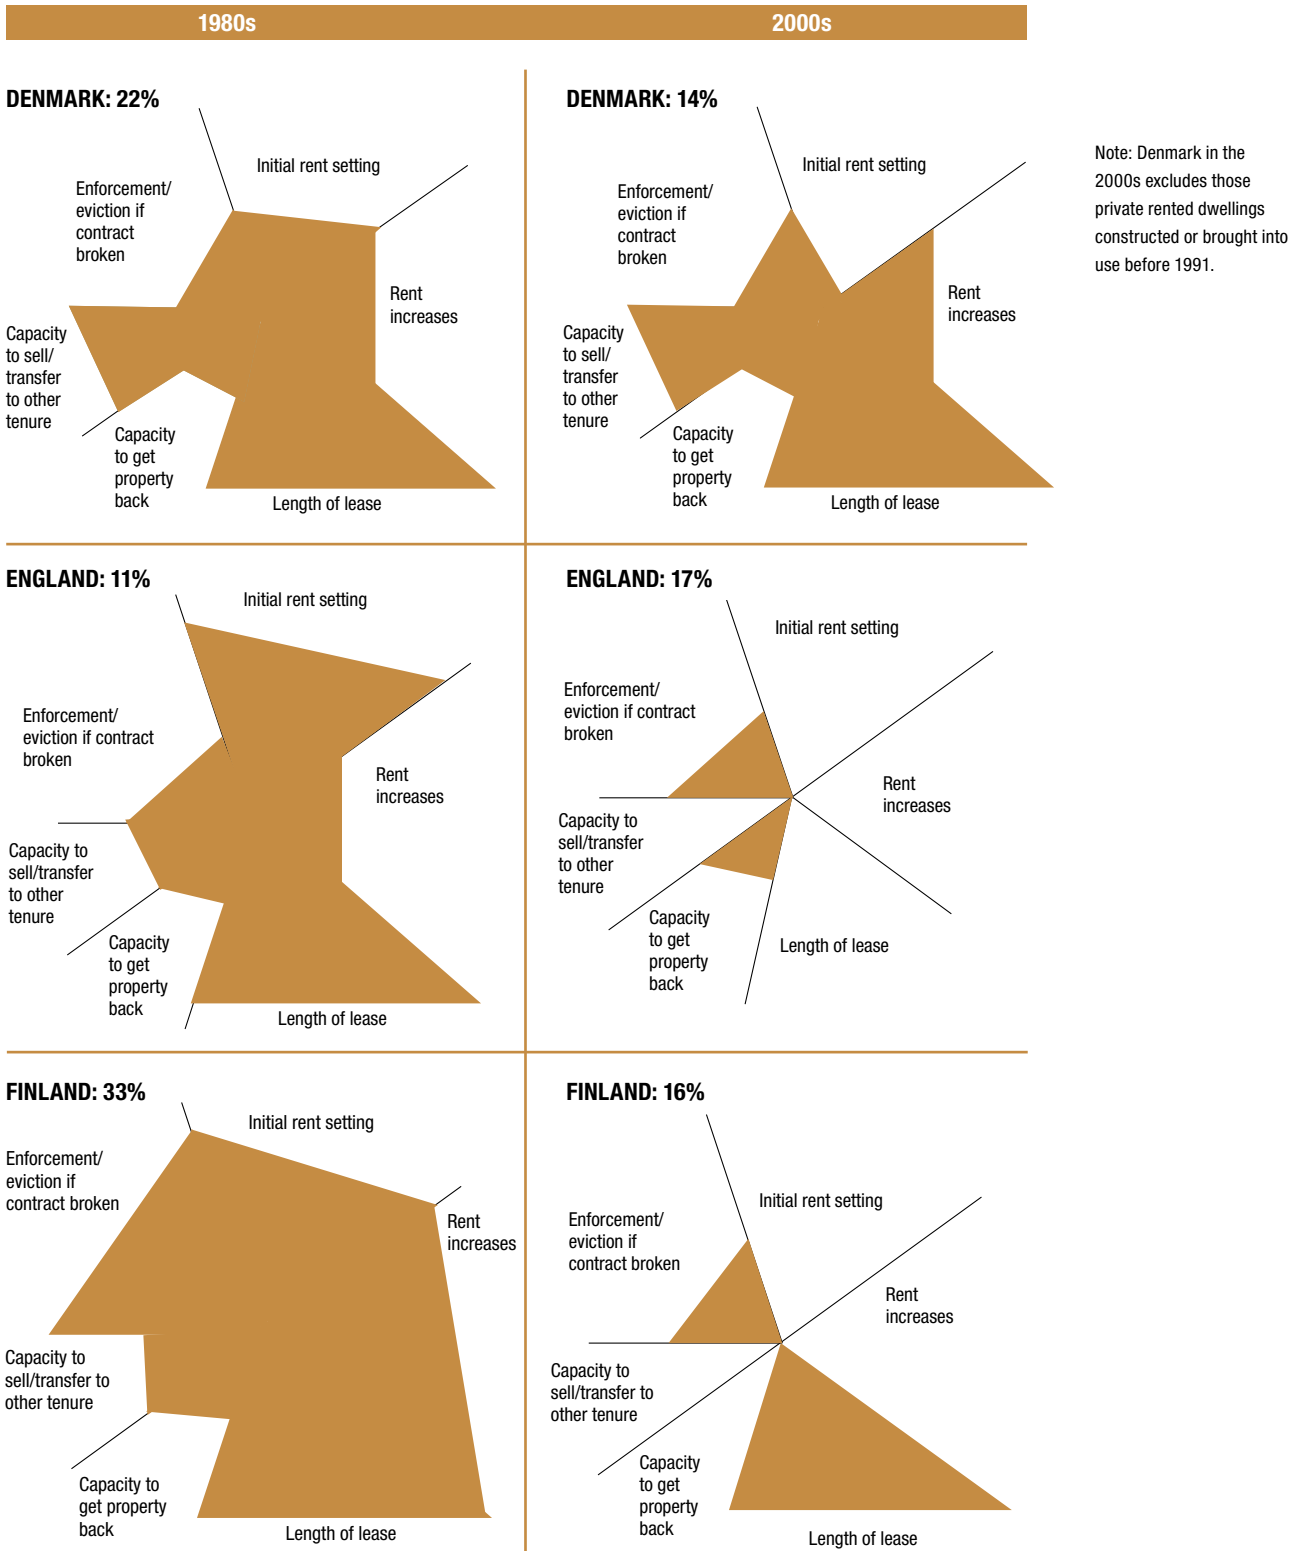 1980s
2000s
DENMARK: 22%
Initial rent setting
Enforcement/
eviction if
contract
broken
Rent
increases
Capacity
to sell/
transfer
to other
tenure
Capacity
to get
property
back
Length of lease
DENMARK: 14%
Initial rent setting
Enforcement/
eviction if
contract
broken
Rent
increases
Capacity
to sell/
transfer
to other
tenure
Capacity
to get
property
back
Length of lease
Note: Denmark in the
2000s excludes those
private rented dwellings
constructed or brought into
use before 1991.
ENGLAND: 11%
Initial rent setting
Enforcement/
eviction if contract
broken
Rent
increases
Capacity to
sell/transfer
to other
tenure
Capacity
to get
property
back
Length of lease
ENGLAND: 17%
Initial rent setting
Enforcement/
eviction if contract
broken
Rent
increases
Capacity to
sell/transfer
to other
tenure
Capacity
to get
property
back
Length of lease
FINLAND: 33%
Initial rent setting
Enforcement/
eviction if
contract broken
Rent
increases
Capacity to
sell/transfer to
other tenure
Capacity to
get property
back
Length of lease
FINLAND: 16%
Initial rent setting
Enforcement/
eviction if
contract broken
Rent
increases
Capacity to
sell/transfer to
other tenure
Capacity
to get
property
back
Length of lease